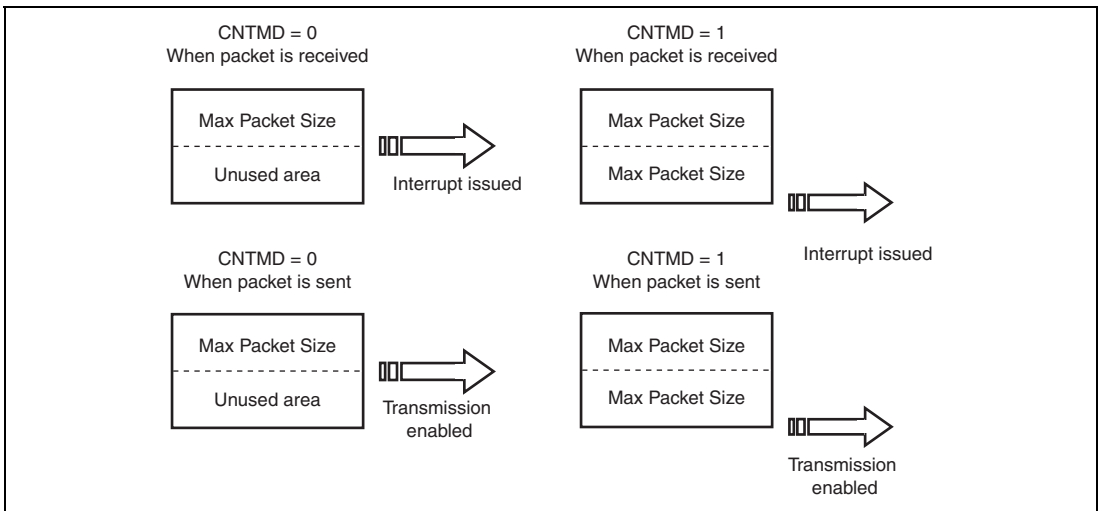 CNTMD = 0
When packet is received
Max Packet Size
Unused area
Interrupt issued
CNTMD = 1
When packet is received
Max Packet Size
Max Packet Size
Interrupt issued
CNTMD = 0
When packet is sent
Max Packet Size
Unused area
Transmission
enabled
CNTMD = 1
When packet is sent
Max Packet Size
Max Packet Size
Transmission
enabled